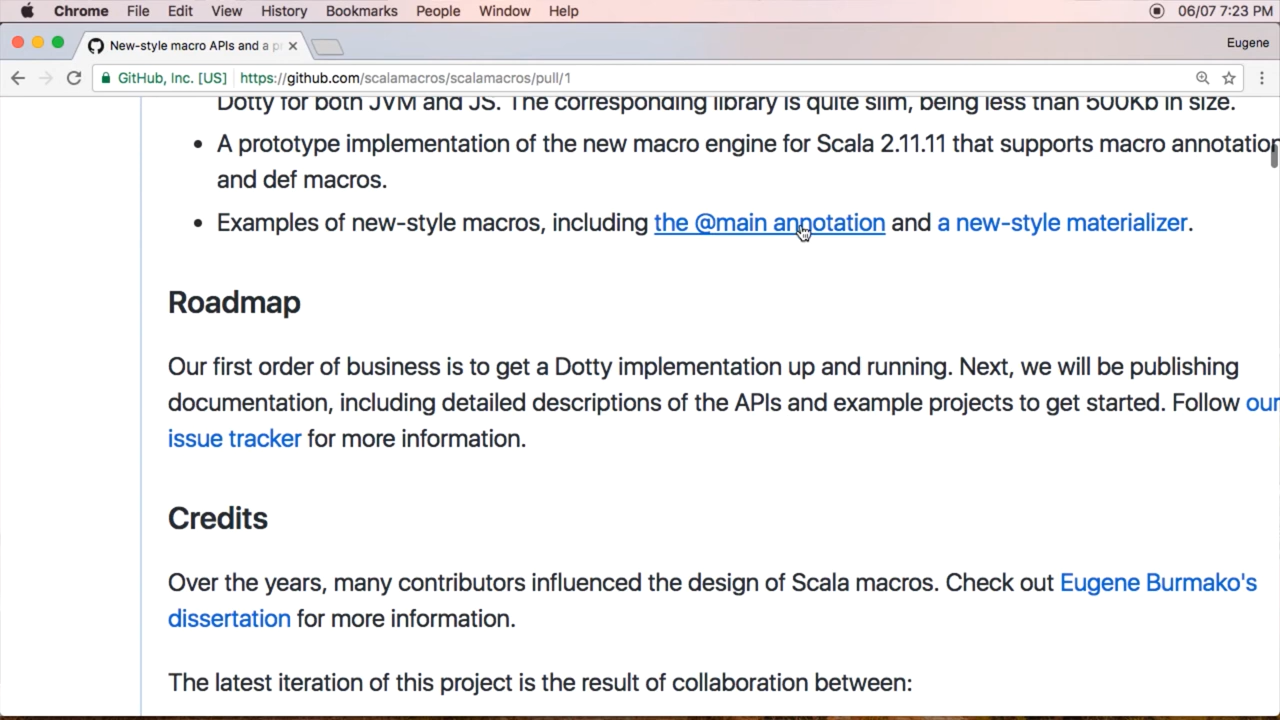 Chrome File Edit View History Bookmarks People Window Help 06/07 7:23 PM
New-style macro APIs and a p Eugene
GitHub, Inc. [US] https://github.com/scalamacros/scalamacros/pull/1
Dotty for both JVM and JS. The corresponding library is quite slim, being less than 500Kb in size.
A prototype implementation of the new macro engine for Scala 2.11.11 that supports macro annotation
and def macros.
Examples of new-style macros, including the @main annotation and a new-style materializer.
Roadmap
Our first order of business is to get a Dotty implementation up and running. Next, we will be publishing
documentation, including detailed descriptions of the APIs and example projects to get started. Follow our
issue tracker for more information.
Credits
Over the years, many contributors influenced the design of Scala macros. Check out Eugene Burmako's
dissertation for more information.
The latest iteration of this project is the result of collaboration between: